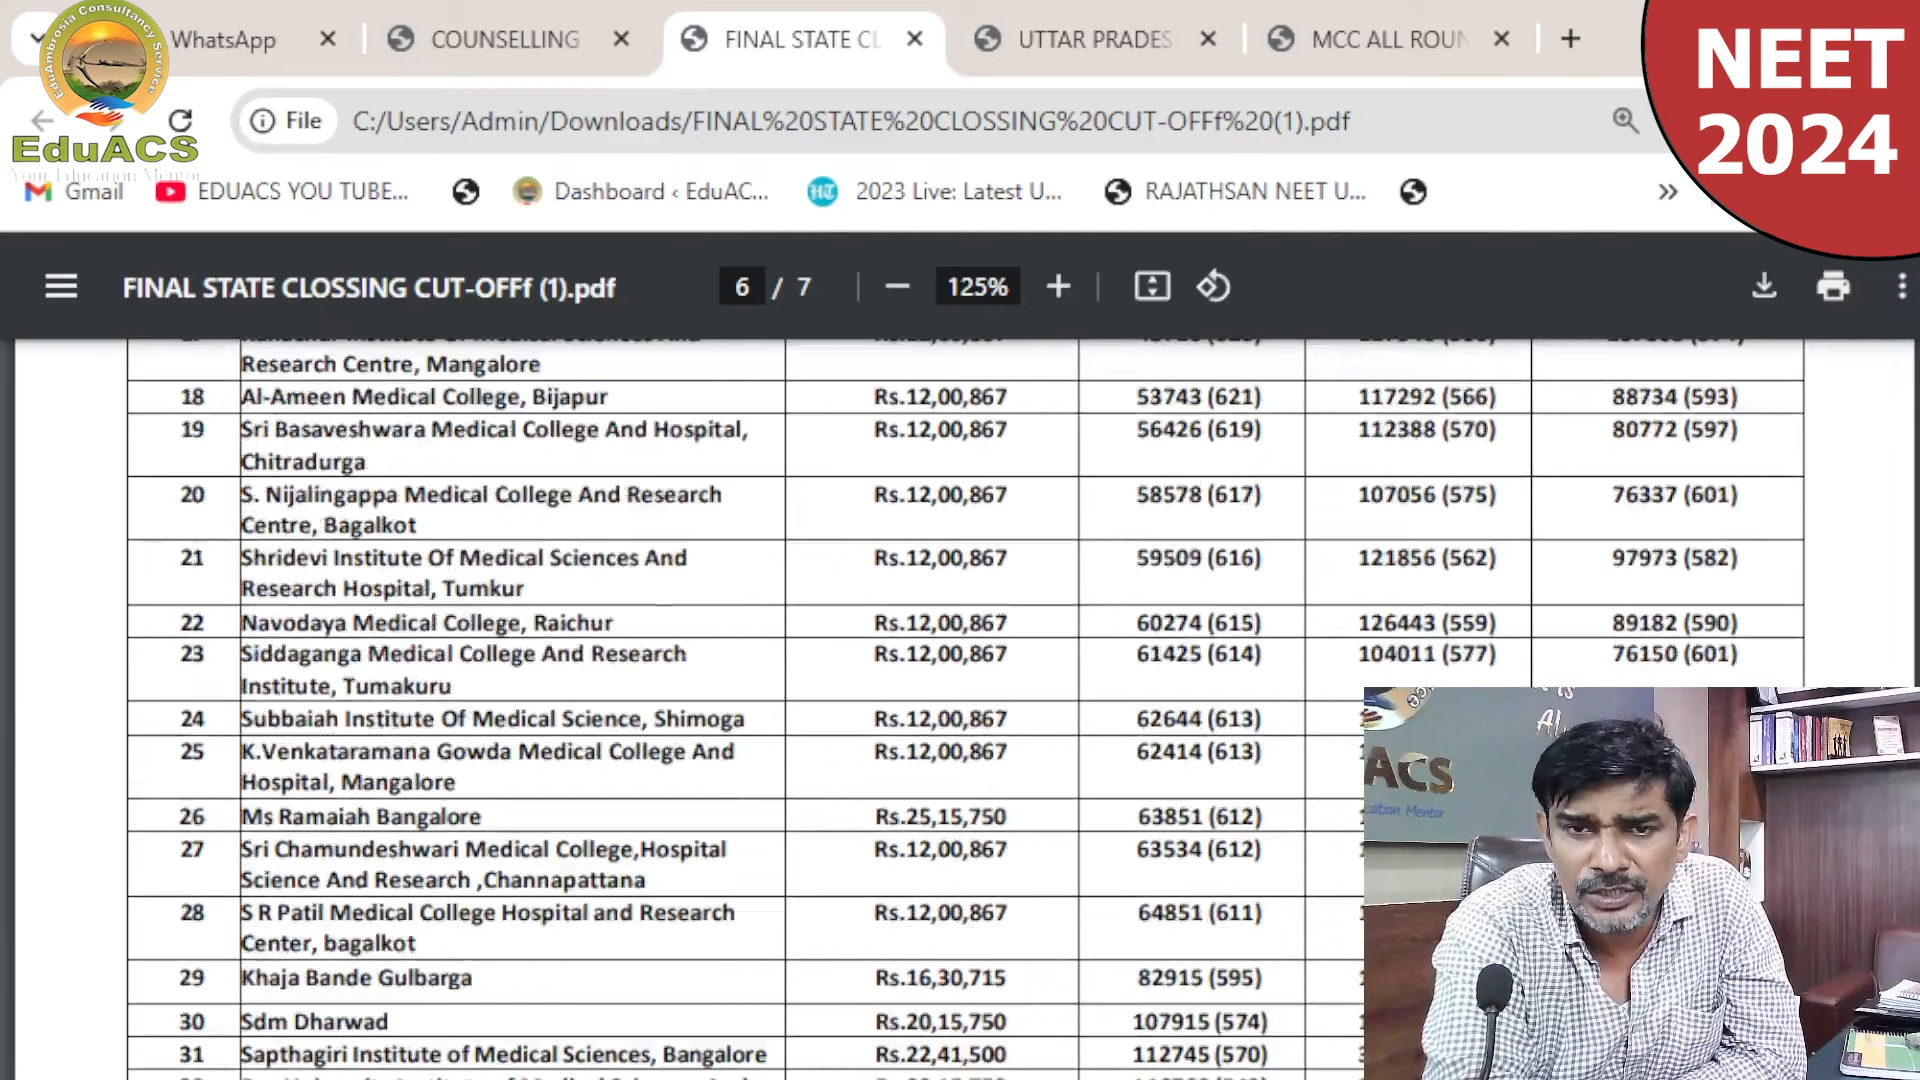 WhatsApp
COUNSELLING
FINAL STATE CL
UTTAR PRADES
MCC ALL ROUN
NEET
2024
EduAmbrosia Consultancy Service
EduACS
Your Education Mentor
File
C:/Users/Admin/Downloads/FINAL%20STATE%20CLOSSING%20CUT-OFFf%20(1).pdf
Gmail
EDUACS YOU TUBE...
Dashboard ‹ EduAC...
2023 Live: Latest U...
RAJATHSAN NEET U...
FINAL STATE CLOSSING CUT-OFFf (1).pdf
6 / 7
125%
Research Centre, Mangalore
18 Al-Ameen Medical College, Bijapur Rs.12,00,867 53743 (621) 117292 (566) 88734 (593)
19 Sri Basaveshwara Medical College And Hospital, Rs.12,00,867 56426 (619) 112388 (570) 80772 (597)
Chitradurga
20 S. Nijalingappa Medical College And Research Rs.12,00,867 58578 (617) 107056 (575) 76337 (601)
Centre, Bagalkot
21 Shridevi Institute Of Medical Sciences And Rs.12,00,867 59509 (616) 121856 (562) 97973 (582)
Research Hospital, Tumkur
22 Navodaya Medical College, Raichur Rs.12,00,867 60274 (615) 126443 (559) 89182 (590)
23 Siddaganga Medical College And Research Rs.12,00,867 61425 (614) 104011 (577) 76150 (601)
Institute, Tumakuru
24 Subbaiah Institute Of Medical Science, Shimoga Rs.12,00,867 62644 (613)
25 K.Venkataramana Gowda Medical College And Rs.12,00,867 62414 (613)
Hospital, Mangalore
26 Ms Ramaiah Bangalore Rs.25,15,750 63851 (612)
27 Sri Chamundeshwari Medical College,Hospital Rs.12,00,867 63534 (612)
Science And Research ,Channapattana
28 S R Patil Medical College Hospital and Research Rs.12,00,867 64851 (611)
Center, bagalkot
29 Khaja Bande Gulbarga Rs.16,30,715 82915 (595)
30 Sdm Dharwad Rs.20,15,750 107915 (574)
31 Sapthagiri Institute of Medical Sciences, Bangalore Rs.22,41,500 112745 (570)
ACS
cation Mentor